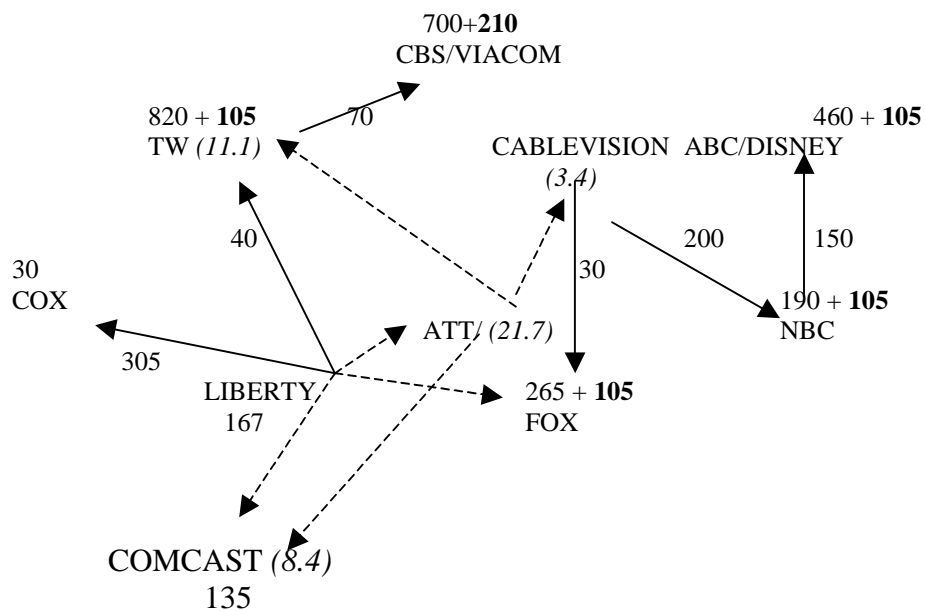 700+210
CBS/VIACOM
820 + 105
TW (11.1)
70
460 + 105
CABLEVISION ABC/DISNEY
(3.4)
40
200
150
30
COX
30
190 + 105
NBC
ATT/ (21.7)
305
LIBERTY
167
265 + 105
FOX
COMCAST (8.4)
135